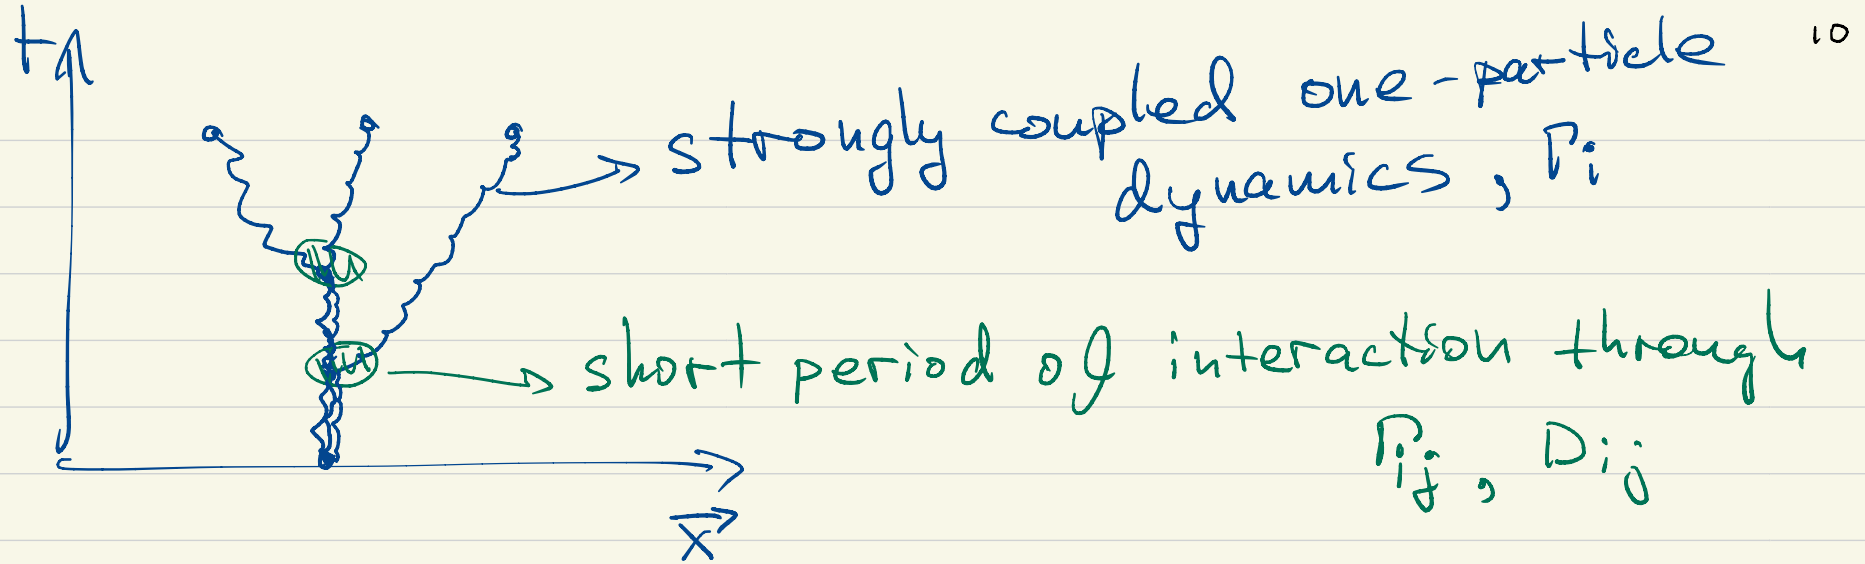 10
t
strongly coupled one-particle
dynamics, Γi
short period of interaction through
Γij, Dij
x⃗